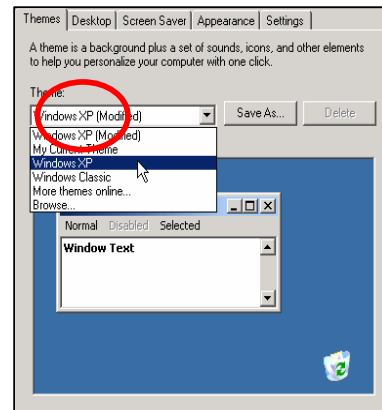 Themes Desktop Screen Saver Appearance Settings
A theme is a background plus a set of sounds, icons, and other elements
to help you personalize your computer with one click.
Theme:
Windows XP (Modified) Save As... Delete
Windows XP (Modified)
My Current Theme
Windows XP
Windows Classic
More themes online...
Browse...
Normal Disabled Selected
Window Text